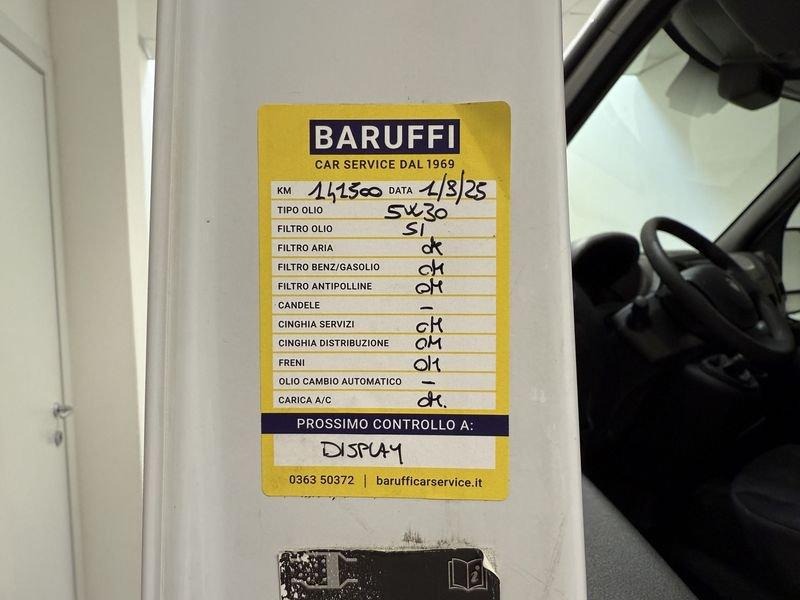 BARUFFI
CAR SERVICE DAL 1969
KM 141500 DATA 1/9/25
TIPO OLIO 5W30
FILTRO OLIO SI
FILTRO ARIA OK
FILTRO BENZ/GASOLIO OK
FILTRO ANTIPOLLINE OK
CANDELE –
CINGHIA SERVIZI OK
CINGHIA DISTRIBUZIONE OK
FRENI OK
OLIO CAMBIO AUTOMATICO –
CARICA A/C OK.
PROSSIMO CONTROLLO A:
DISPLAY
0363 50372 | barufficarservice.it